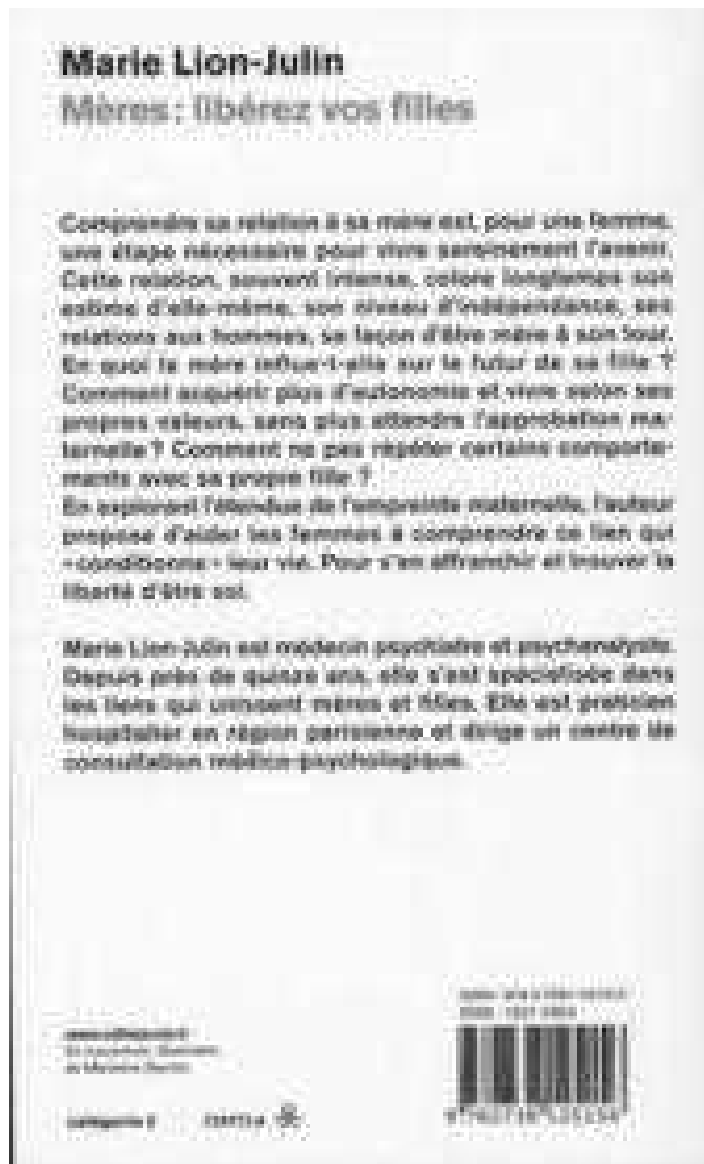 Marie Lion-Julin
Mères : libérez vos filles
Comprendre sa relation à sa mère est, pour une femme,
une étape nécessaire pour vivre sereinement l'avenir.
Cette relation, souvent intense, colore longtemps son
estime d'elle-même, son niveau d'indépendance, ses
relations aux hommes, sa façon d'être mère à son tour.
En quoi la mère influe-t-elle sur le futur de sa fille ?
Comment acquérir plus d'autonomie et vivre selon ses
propres valeurs, sans plus attendre l'approbation ma-
ternelle ? Comment ne pas répéter certains comporte-
ments avec sa propre fille ?
En explorant l'étendue de l'empreinte maternelle, l'auteur
propose d'aider les femmes à comprendre ce lien qui
« conditionne » leur vie. Pour s'en affranchir et trouver la
liberté d'être soi.
Marie Lion-Julin est médecin psychiatre et psychanalyste.
Depuis près de quinze ans, elle s'est spécialisée dans
les liens qui unissent mères et filles. Elle est praticien
hospitalier en région parisienne et dirige un centre de
consultation médico-psychologique.
En couverture
de
catégorie
ISBN